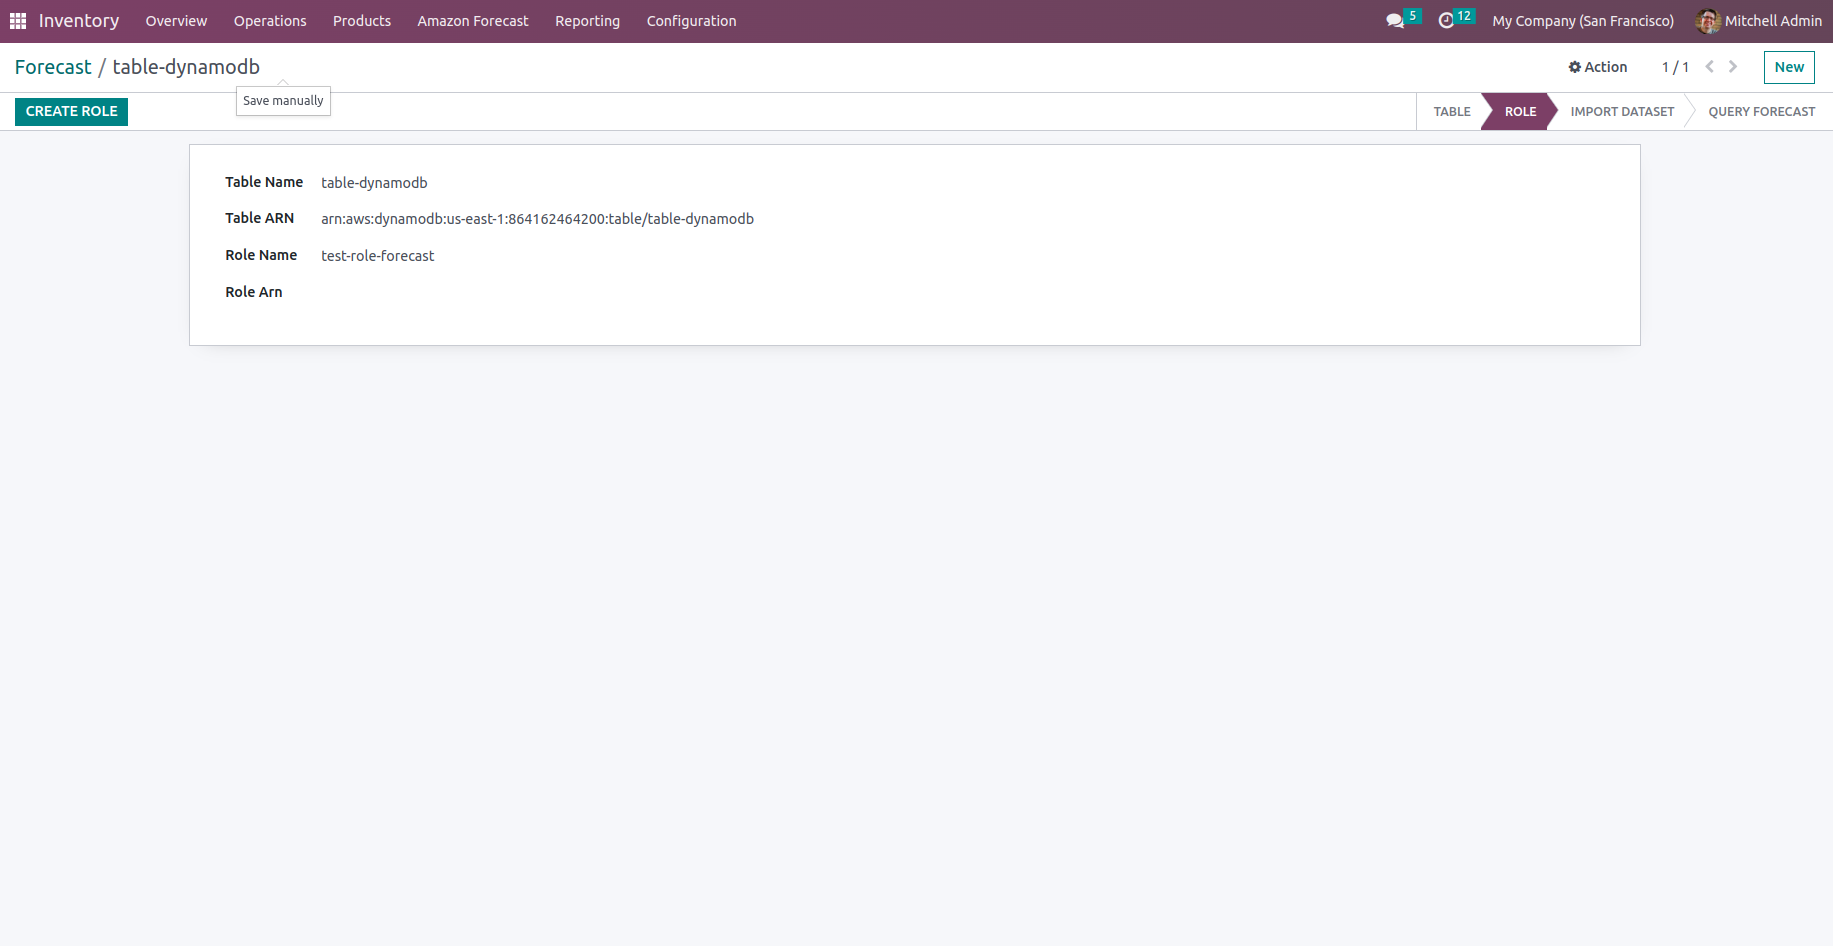 Inventory Overview Operations Products Amazon Forecast Reporting Configuration 5 12 My Company (San Francisco) Mitchell Admin
Forecast / table-dynamodb Action 1 / 1 New
Save manually
CREATE ROLE TABLE ROLE IMPORT DATASET QUERY FORECAST
Table Name table-dynamodb
Table ARN arn:aws:dynamodb:us-east-1:864162464200:table/table-dynamodb
Role Name test-role-forecast
Role Arn